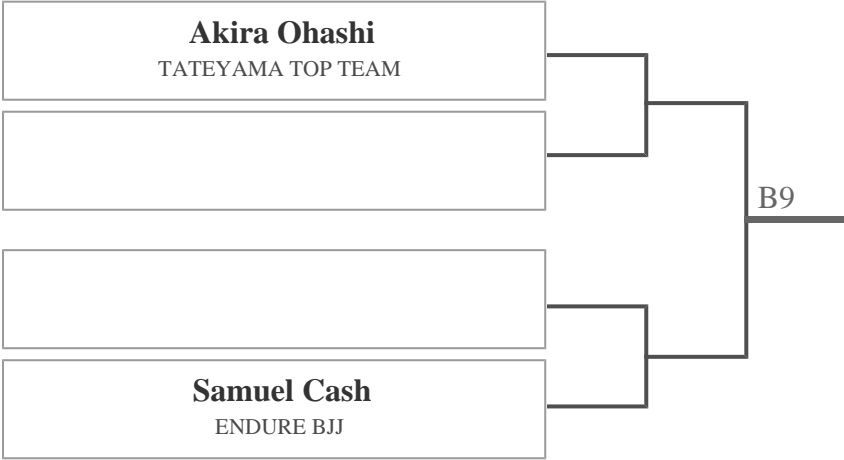 Akira Ohashi
TATEYAMA TOP TEAM
B9
Samuel Cash
ENDURE BJJ